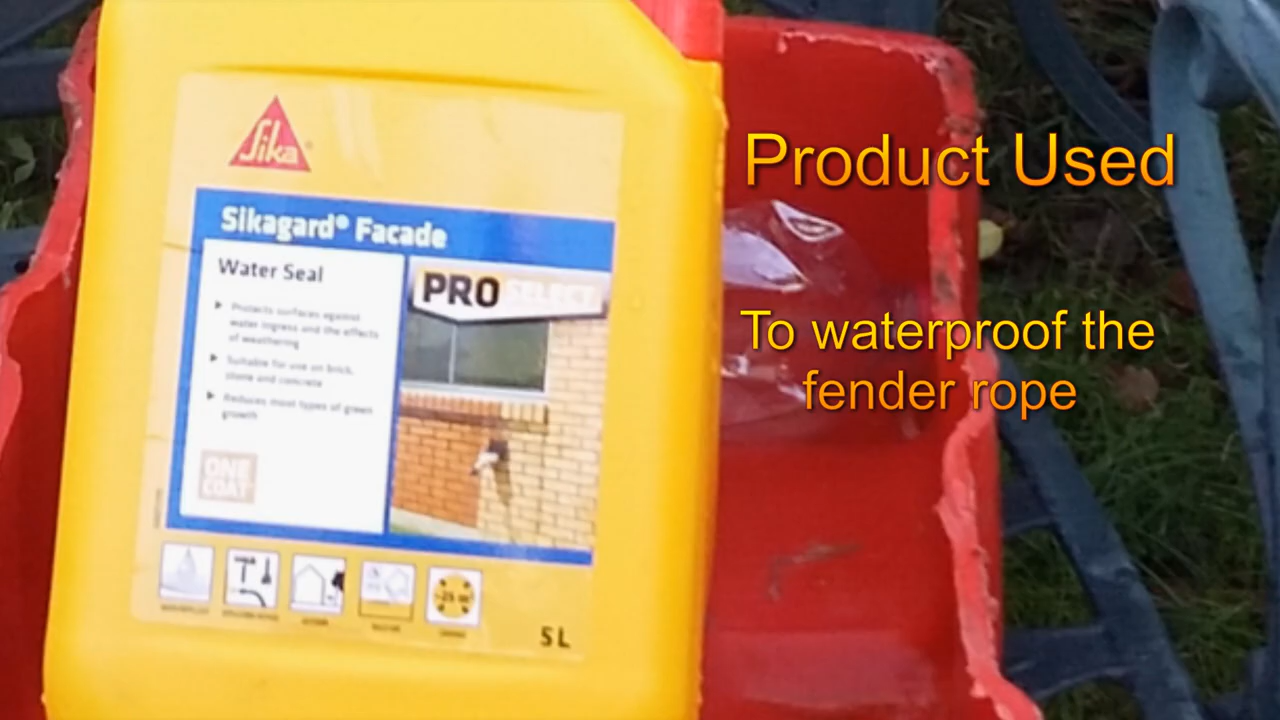 Sika
Sikagard® Facade
Water Seal
PRO SELECT
Protects surfaces against
water ingress and the effects
of weathering
Suitable for use on brick,
stone and concrete
Reduces most types of green
growth
ONE
COAT
5 L
Product Used
To waterproof the
fender rope